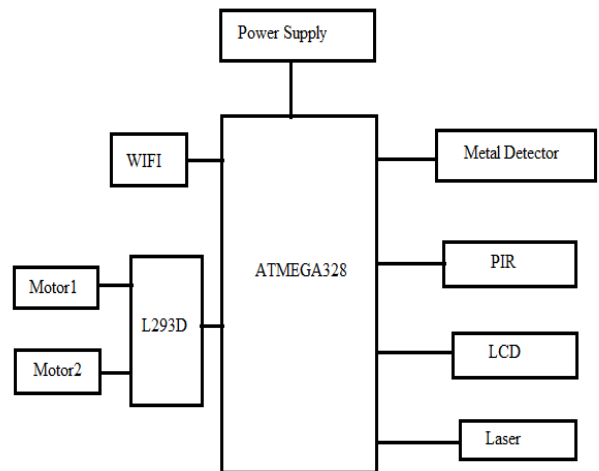 Power Supply
WIFI
Metal Detector
ATMEGA328
PIR
Motor1
L293D
LCD
Motor2
Laser